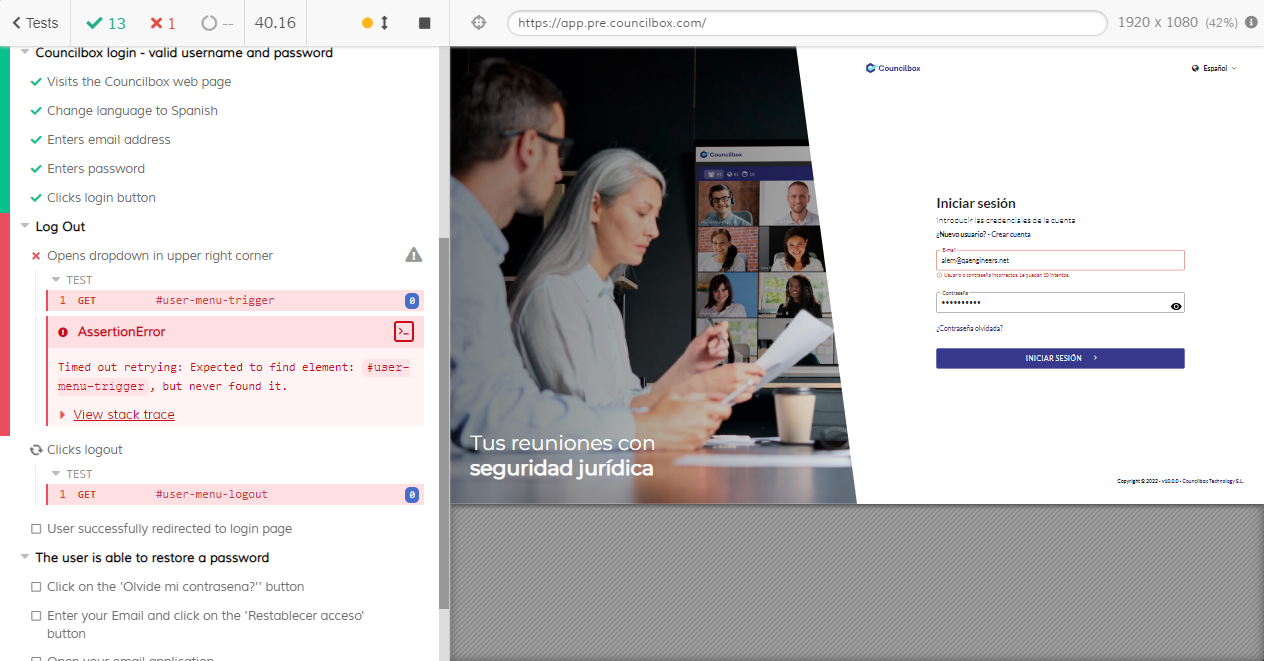 Tests
13
1
--
40.16
https://app.pre.councilbox.com/
1920 x 1080 (42%)
Councilbox login - valid username and password
Visits the Councilbox web page
Change language to Spanish
Enters email address
Enters password
Clicks login button
Log Out
Opens dropdown in upper right corner
TEST
1 GET #user-menu-trigger 0
AssertionError
Timed out retrying: Expected to find element: #user-
menu-trigger, but never found it.
View stack trace
Clicks logout
TEST
1 GET #user-menu-logout 0
User successfully redirected to login page
The user is able to restore a password
Click on the 'Olvide mi contrasena?'' button
Enter your Email and click on the 'Restablecer acceso'
button
Open your email application
Councilbox
Español
Councilbox
Iniciar sesión
Introducir las credenciales de la cuenta
¿Nuevo usuario? - Crear cuenta
E-mail
alem@qaengineers.net
Usuario o contraseña incorrectos. Le quedan 10 intentos.
Contraseña
¿Contraseña olvidada?
INICIAR SESIÓN
Tus reuniones con
seguridad jurídica
Copyright © 2022 - v10.0.0 - Councilbox Technology S.L.